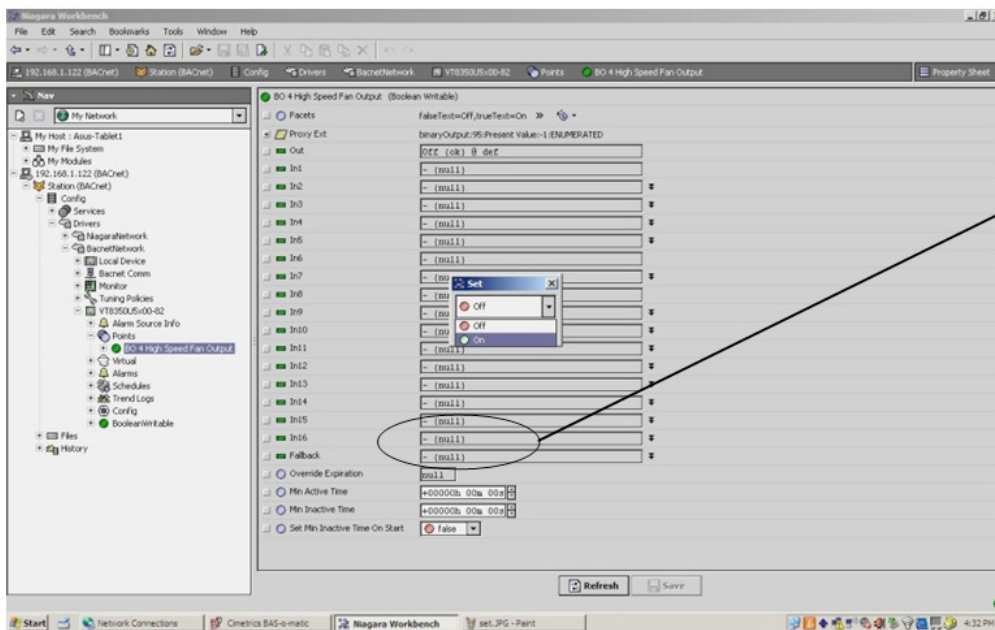 Niagara Workbench
File Edit Search Bookmarks Tools Window Help
192.168.1.122 (BACnet) Station (BACnet) Config Drivers BacnetNetwork VT8350U5x00-82 Points BO 4 High Speed Fan Output Property Sheet
Nav
My Network
My Host : Asus-Tablet1
My File System
My Modules
192.168.1.122 (BACnet)
Station (BACnet)
Config
Services
Drivers
NiagaraNetwork
BacnetNetwork
Local Device
Bacnet Comm
Monitor
Tuning Policies
VT8350U5x00-82
Alarm Source Info
Points
BO 4 High Speed Fan Output
Virtual
Alarms
Schedules
Trend Logs
Config
BooleanWritable
Files
History
BO 4 High Speed Fan Output (Boolean Writable)
Facets falseText=Off,trueText=On
Proxy Ext binaryOutput:95:Present Value:-1:ENUMERATED
Out Off (ok) @ def
In1 - (null)
In2 - (null)
In3 - (null)
In4 - (null)
In5 - (null)
In6 - (null)
In7 - (nu
In8 - (nu
In9 - (nu
In10 - (nu
In11 - (null)
In12 - (null)
In13 - (null)
In14 - (null)
In15 - (null)
In16 - (null)
Fallback - (null)
Override Expiration null
Min Active Time +00000h 00m 00s
Min Inactive Time +00000h 00m 00s
Set Min Inactive Time On Start false
Set
Off
Off
On
Refresh Save
Start Network Connections Cimetrics BAS-o-matic Niagara Workbench set.JPG - Paint 4:32 PM